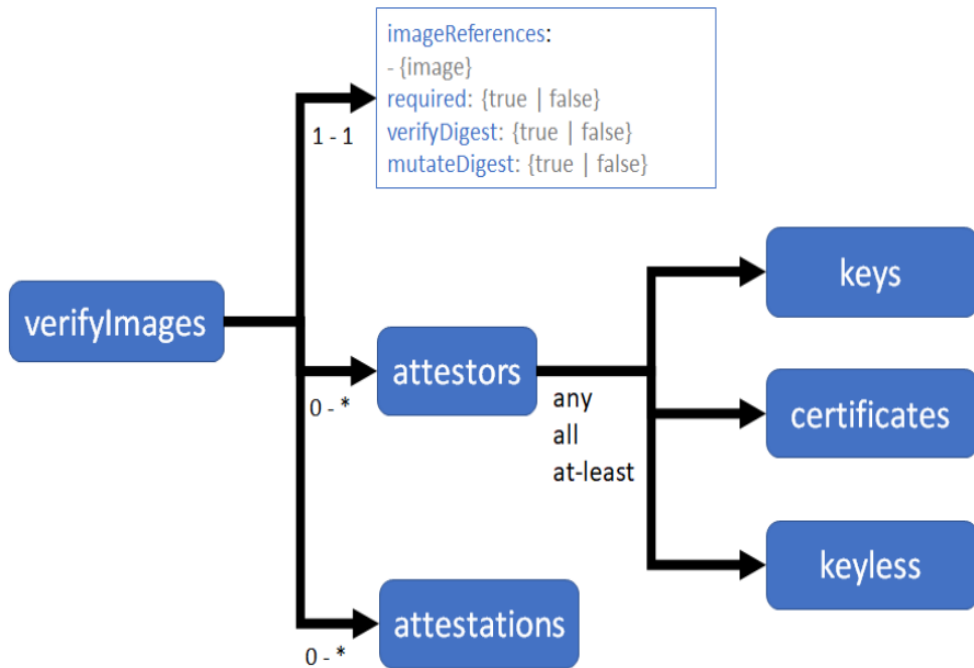 imageReferences:
- {image}
required: {true | false}
verifyDigest: {true | false}
mutateDigest: {true | false}
1 - 1
verifyImages
0 - *
attestors
any
all
at-least
keys
certificates
keyless
attestations
0 - *